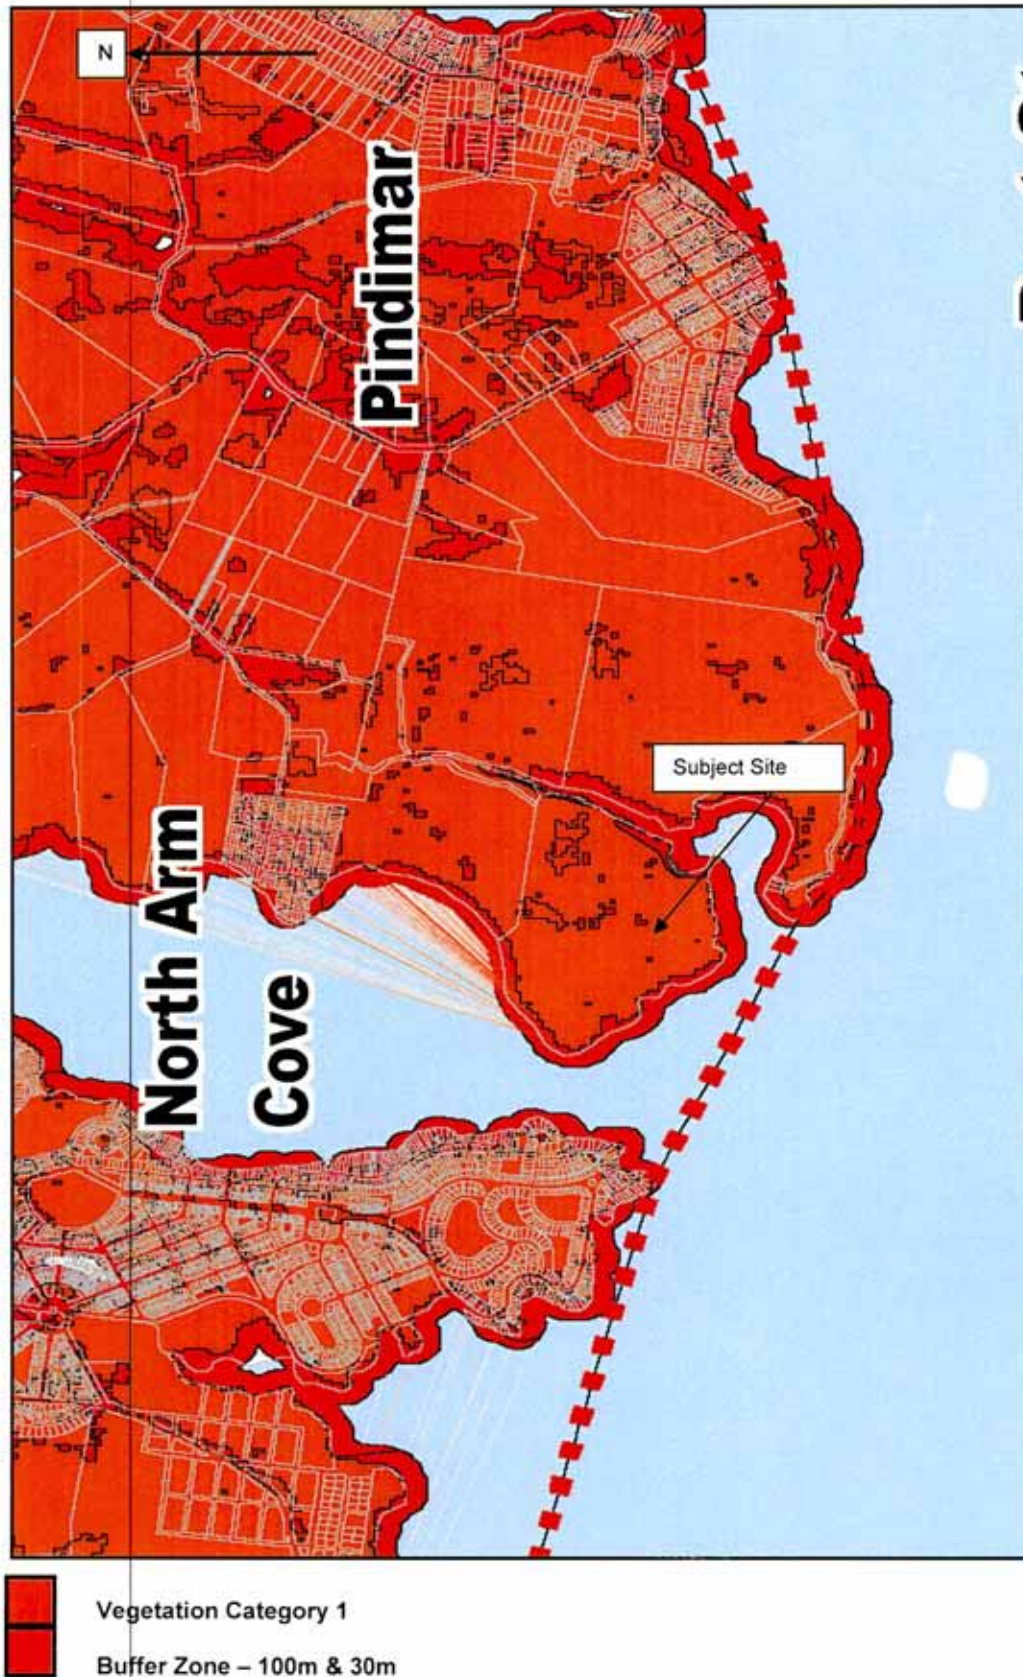 N
Pindimar
Subject Site
North Arm
Cove
Vegetation Category 1
Buffer Zone – 100m & 30m